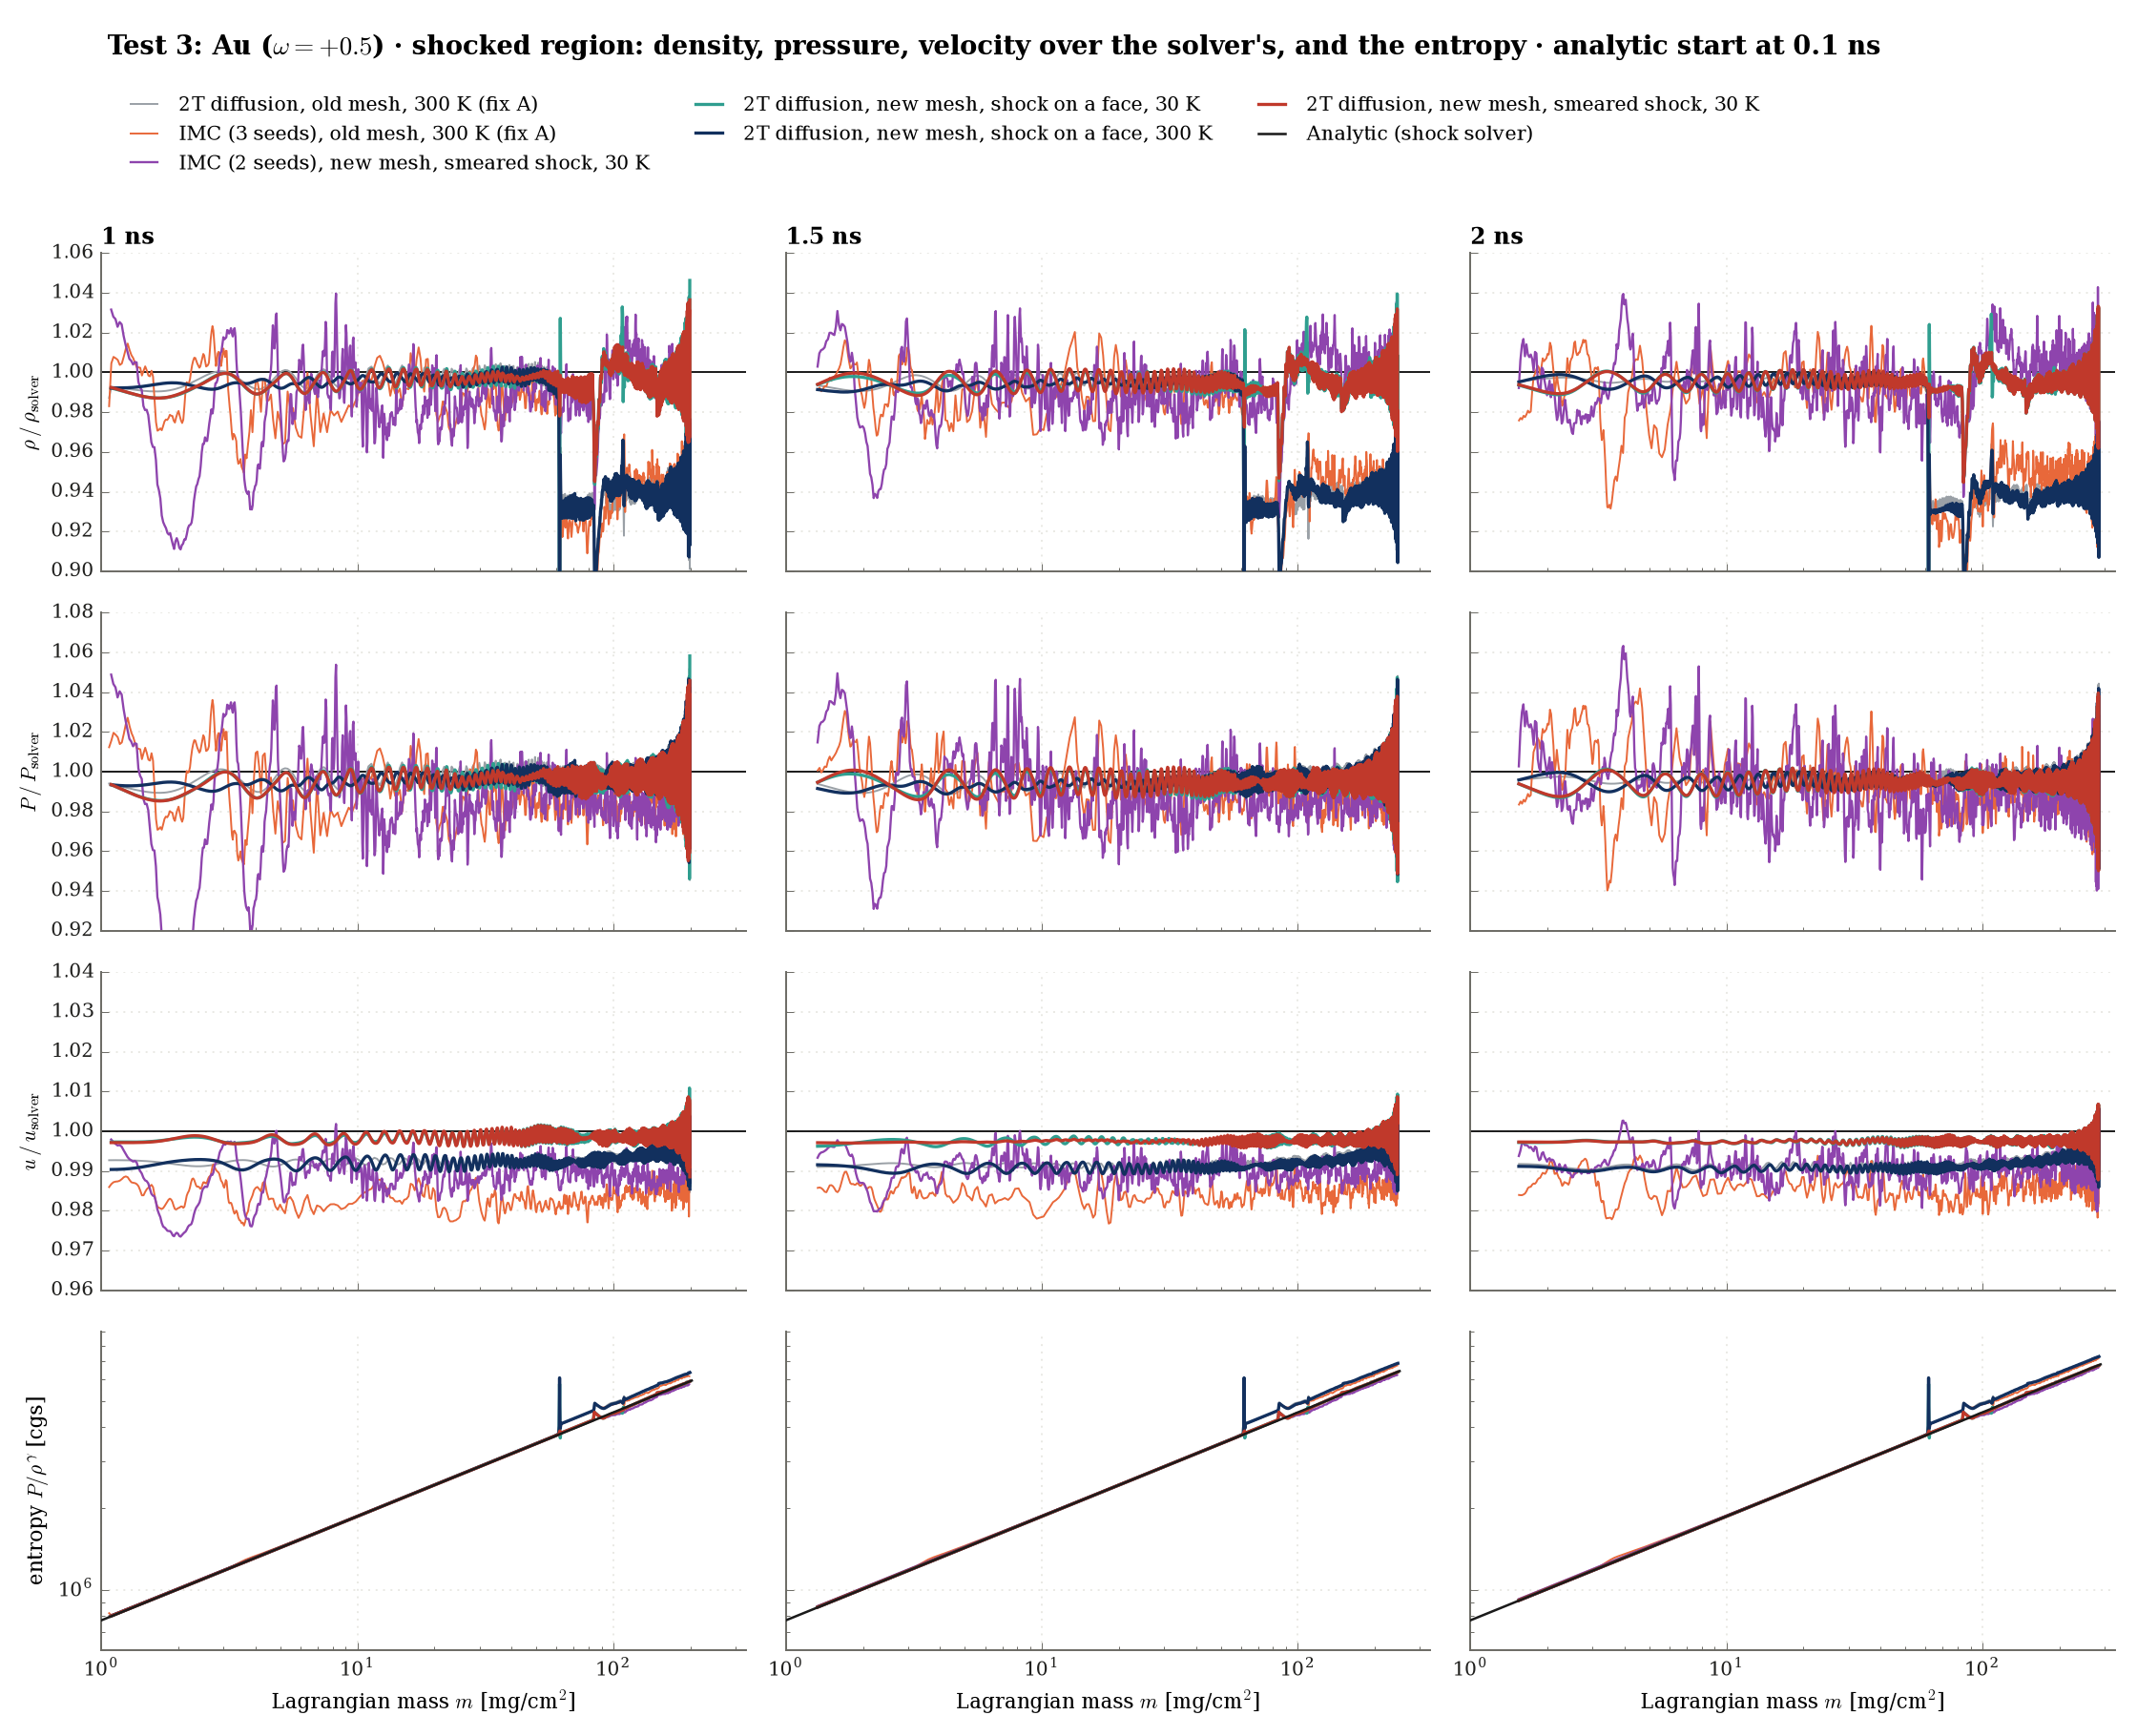 Test 3: Au (ω = +0.5) · shocked region: density, pressure, velocity over the solver's, and the entropy · analytic start at 0.1 ns
2T diffusion, old mesh, 300 K (fix A)
IMC (3 seeds), old mesh, 300 K (fix A)
IMC (2 seeds), new mesh, smeared shock, 30 K
2T diffusion, new mesh, shock on a face, 30 K
2T diffusion, new mesh, shock on a face, 300 K
2T diffusion, new mesh, smeared shock, 30 K
Analytic (shock solver)
1 ns
1.5 ns
2 ns
ρ / ρsolver
1.06
1.04
1.02
1.00
0.98
0.96
0.94
0.92
0.90
P / Psolver
1.08
1.06
1.04
1.02
1.00
0.98
0.96
0.94
0.92
u / usolver
1.04
1.03
1.02
1.01
1.00
0.99
0.98
0.97
0.96
entropy P/ρ^γ [cgs]
10^6
10^0 10^1 10^2
10^0 10^1 10^2
10^0 10^1 10^2
Lagrangian mass m [mg/cm²]
Lagrangian mass m [mg/cm²]
Lagrangian mass m [mg/cm²]